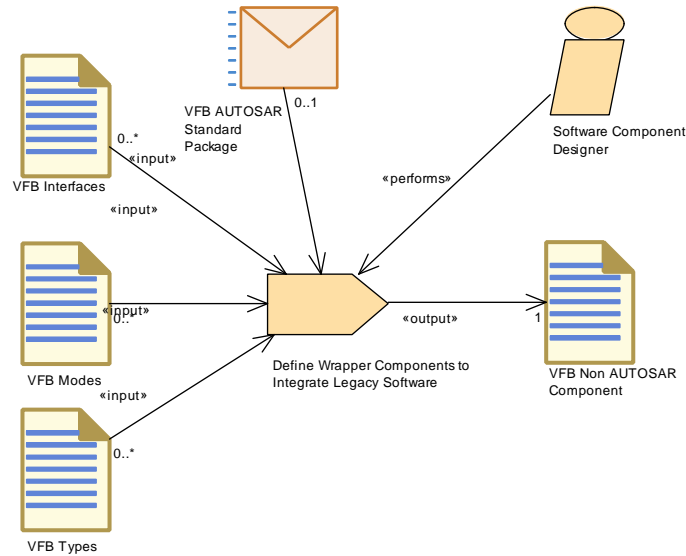 0..1
VFB AUTOSAR
Standard
Package
Software Component
Designer
0..*
«input»
VFB Interfaces
«performs»
«input»
«input»
0..*
«output»
1
Define Wrapper Components to
Integrate Legacy Software
VFB Modes
VFB Non AUTOSAR
Component
«input»
0..*
VFB Types